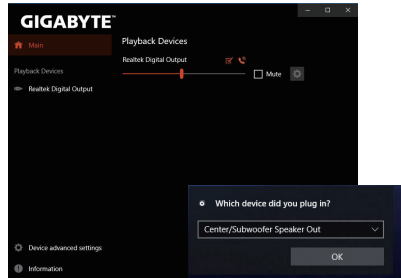 GIGABYTE™
Main
Playback Devices
Realtek Digital Output
Device advanced settings
Information
Playback Devices
Realtek Digital Output
Mute
Which device did you plug in?
Center/Subwoofer Speaker Out
OK